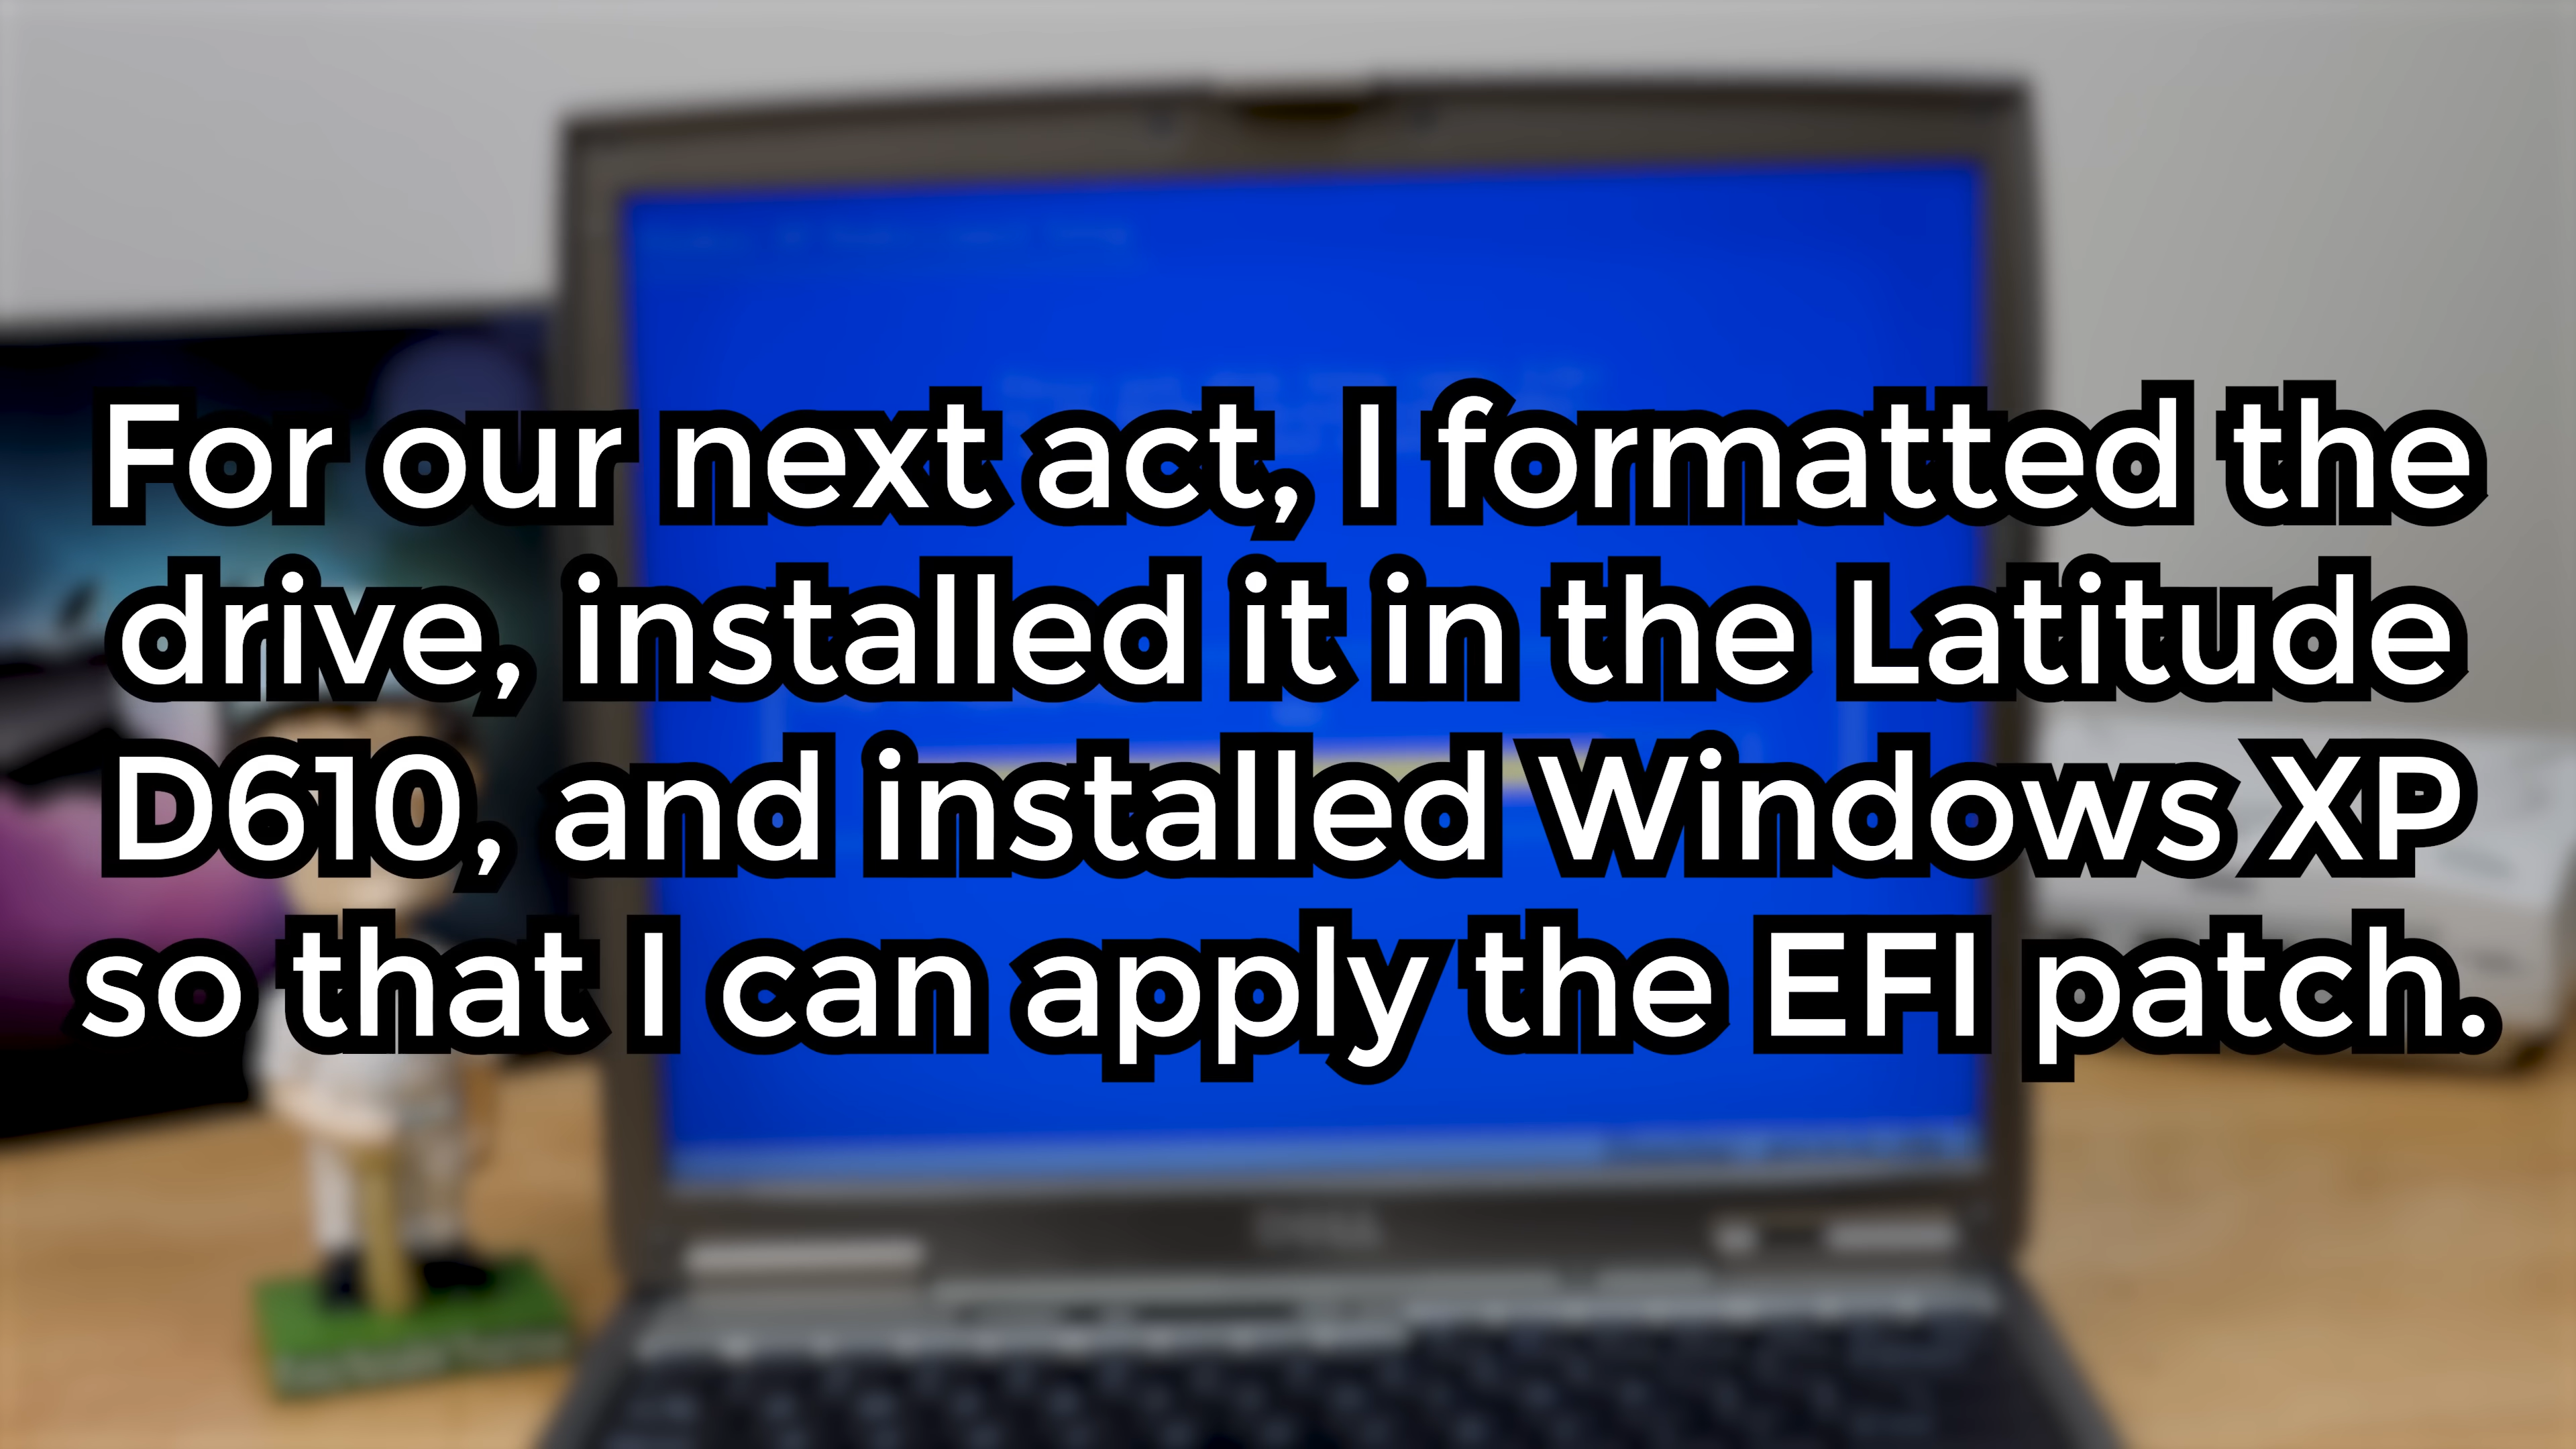 For our next act, I formatted the
drive, installed it in the Latitude
D610, and installed Windows XP
so that I can apply the EFI patch.